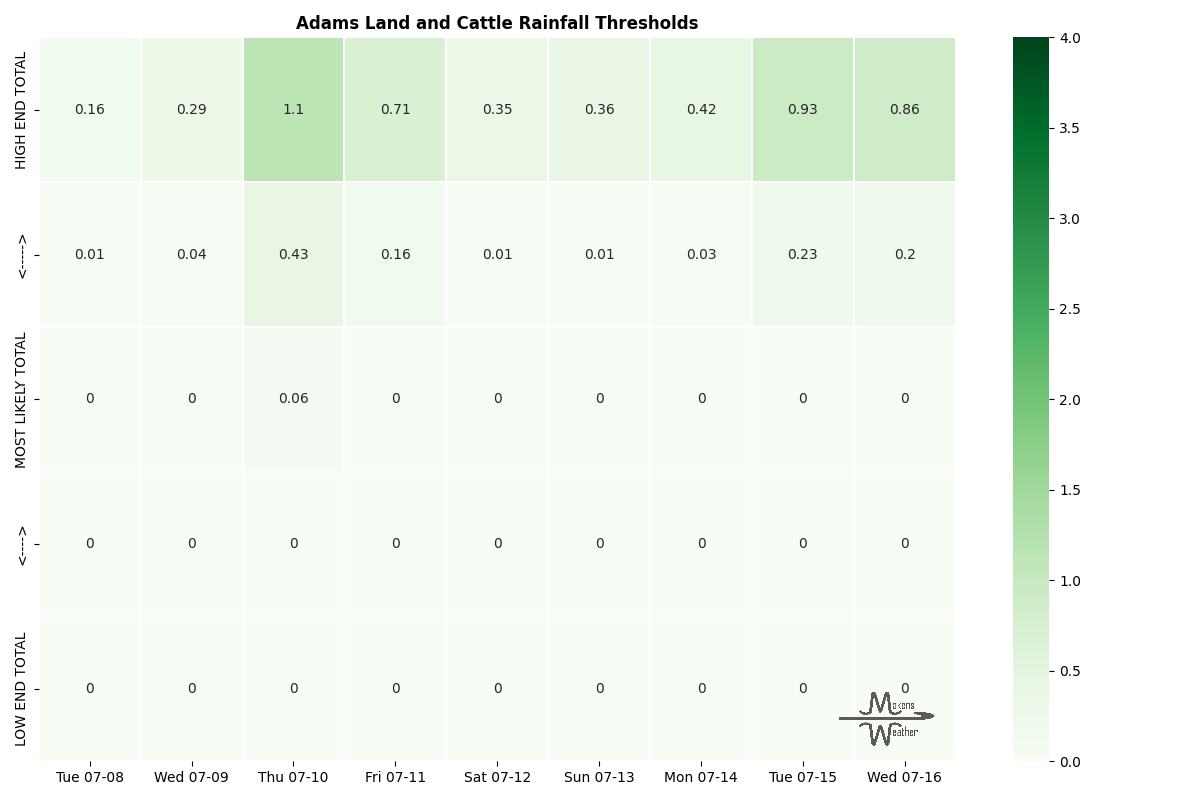 Adams Land and Cattle Rainfall Thresholds
HIGH END TOTAL
0.16 0.29 1.1 0.71 0.35 0.36 0.42 0.93 0.86
<----->
0.01 0.04 0.43 0.16 0.01 0.01 0.03 0.23 0.2
MOST LIKELY TOTAL
0 0 0.06 0 0 0 0 0 0
<---->
0 0 0 0 0 0 0 0 0
LOW END TOTAL
0 0 0 0 0 0 0 0 0
Makens
Weather
Tue 07-08 Wed 07-09 Thu 07-10 Fri 07-11 Sat 07-12 Sun 07-13 Mon 07-14 Tue 07-15 Wed 07-16
4.0
3.5
3.0
2.5
2.0
1.5
1.0
0.5
0.0